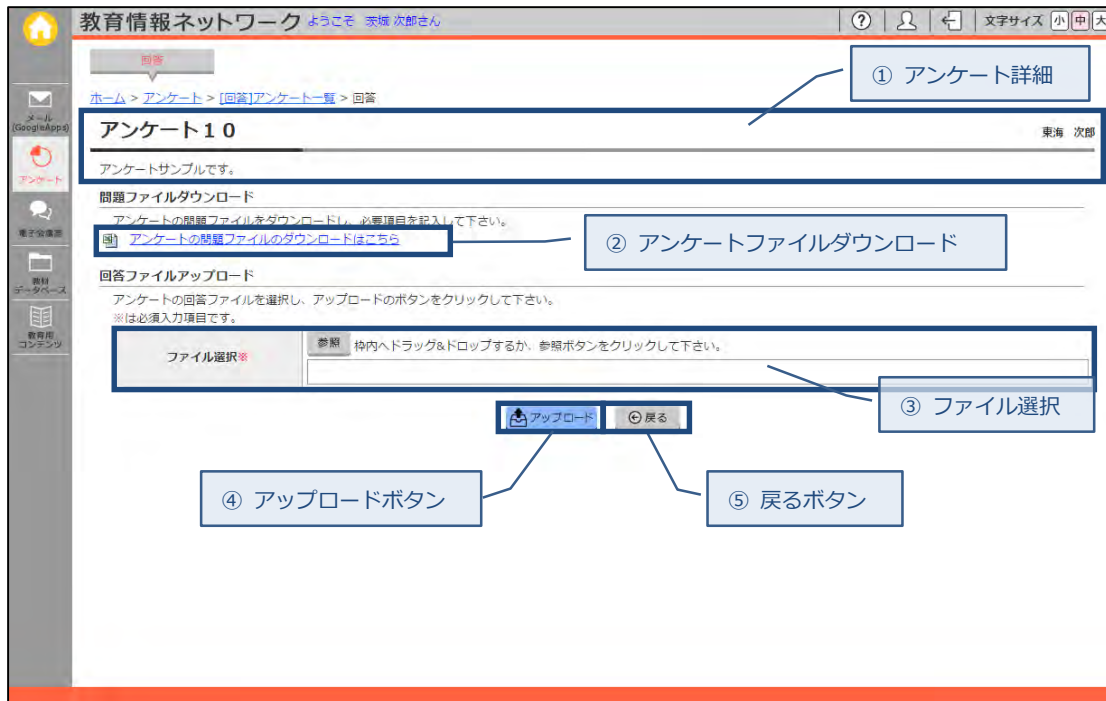 教育情報ネットワーク ようこそ 茨城 次郎さん
文字サイズ 小 中 大
回答
① アンケート詳細
ホーム > アンケート > [回答]アンケート一覧 > 回答
メール
(GoogleApps)
アンケート10
東海 次郎
アンケート
アンケートサンプルです。
問題ファイルダウンロード
アンケートの問題ファイルをダウンロードし、必要項目を記入して下さい。
アンケートの問題ファイルのダウンロードはこちら
② アンケートファイルダウンロード
電子会議室
回答ファイルアップロード
教材
データベース
アンケートの回答ファイルを選択し、アップロードのボタンをクリックして下さい。
※は必須入力項目です。
教育用
コンテンツ
ファイル選択※
参照 枠内へドラッグ&ドロップするか、参照ボタンをクリックして下さい。
③ ファイル選択
アップロード
戻る
④ アップロードボタン
⑤ 戻るボタン